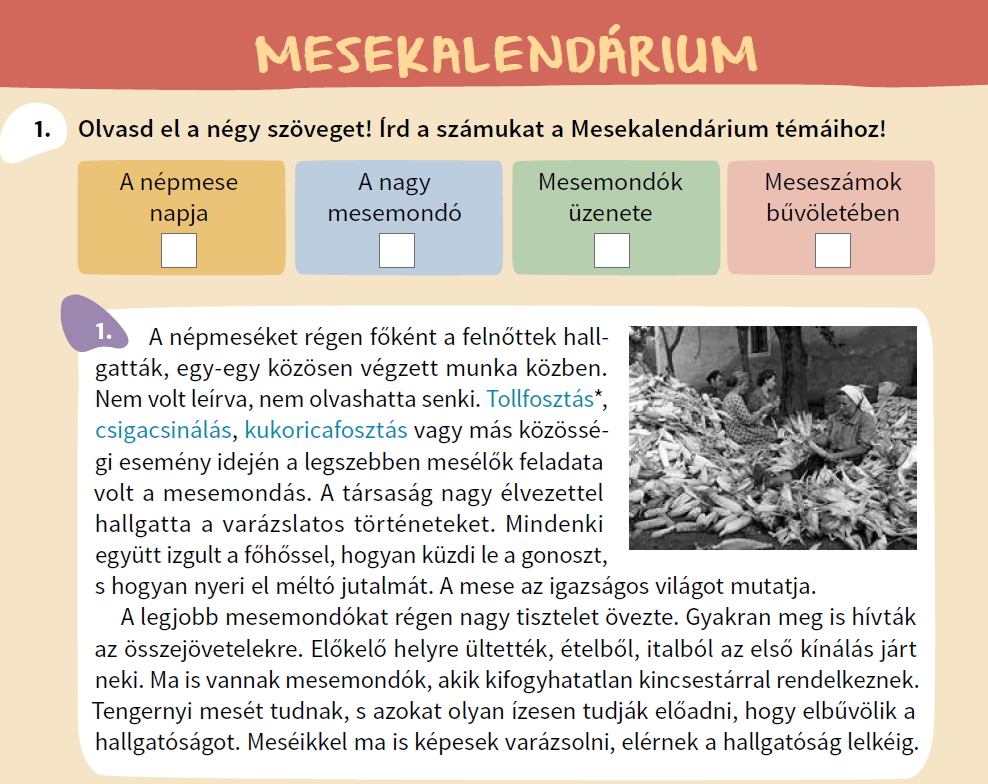 MESEKALENDÁRIUM
1. Olvasd el a négy szöveget! Írd a számukat a Mesekalendárium témáihoz!
A népmese
napja
A nagy
mesemondó
Mesemondók
üzenete
Meseszámok
bűvöletében
1. A népmeséket régen főként a felnőttek hall-
gatták, egy-egy közösen végzett munka közben.
Nem volt leírva, nem olvashatta senki. Tollfosztás*,
csigacsinálás, kukoricafosztás vagy más közössé-
gi esemény idején a legszebben mesélők feladata
volt a mesemondás. A társaság nagy élvezettel
hallgatta a varázslatos történeteket. Mindenki
együtt izgult a főhőssel, hogyan küzdi le a gonoszt,
s hogyan nyeri el méltó jutalmát. A mese az igazságos világot mutatja.
A legjobb mesemondókat régen nagy tisztelet övezte. Gyakran meg is hívták
az összejövetelekre. Előkelő helyre ültették, ételből, italból az első kínálás járt
neki. Ma is vannak mesemondók, akik kifogyhatatlan kincsestárral rendelkeznek.
Tengernyi mesét tudnak, s azokat olyan ízesen tudják előadni, hogy elbűvölik a
hallgatóságot. Meséikkel ma is képesek varázsolni, elérnek a hallgatóság lelkéig.